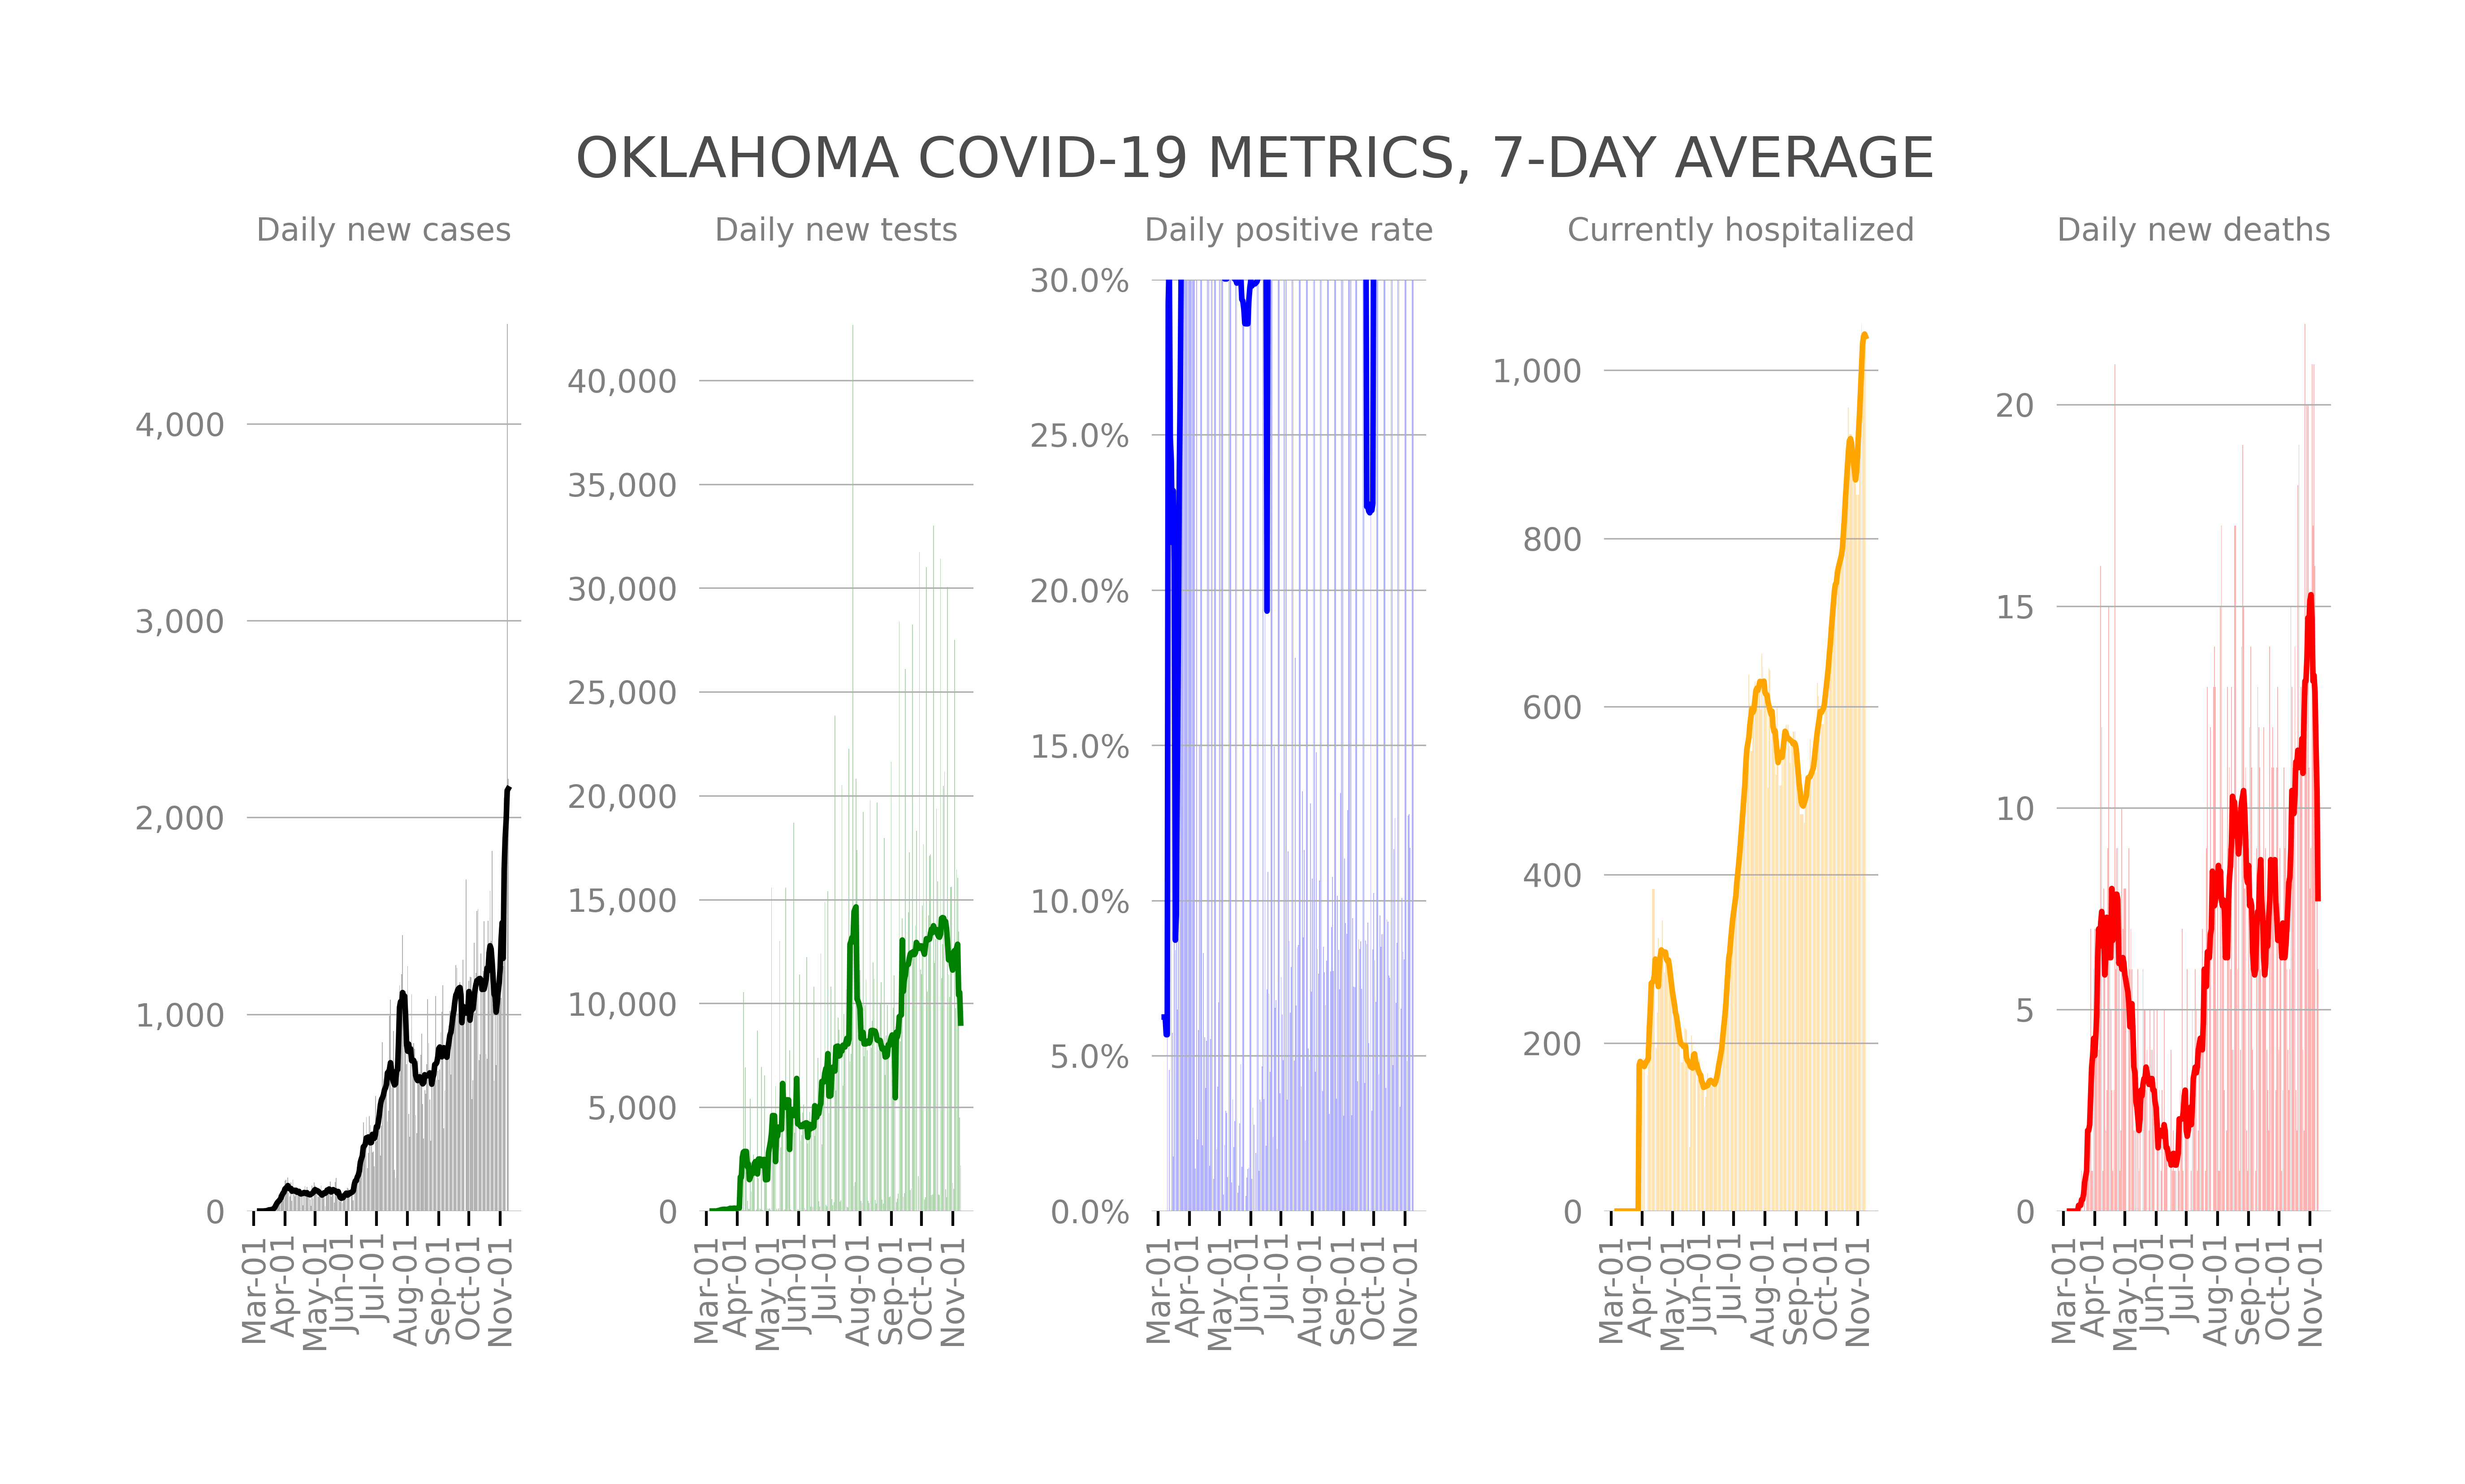 OKLAHOMA COVID-19 METRICS, 7-DAY AVERAGE
Daily new cases
4,000
3,000
2,000
1,000
0
Mar-01
Apr-01
May-01
Jun-01
Jul-01
Aug-01
Sep-01
Oct-01
Nov-01
Daily new tests
40,000
35,000
30,000
25,000
20,000
15,000
10,000
5,000
0
Mar-01
Apr-01
May-01
Jun-01
Jul-01
Aug-01
Sep-01
Oct-01
Nov-01
Daily positive rate
30.0%
25.0%
20.0%
15.0%
10.0%
5.0%
0.0%
Mar-01
Apr-01
May-01
Jun-01
Jul-01
Aug-01
Sep-01
Oct-01
Nov-01
Currently hospitalized
1,000
800
600
400
200
0
Mar-01
Apr-01
May-01
Jun-01
Jul-01
Aug-01
Sep-01
Oct-01
Nov-01
Daily new deaths
20
15
10
5
0
Mar-01
Apr-01
May-01
Jun-01
Jul-01
Aug-01
Sep-01
Oct-01
Nov-01